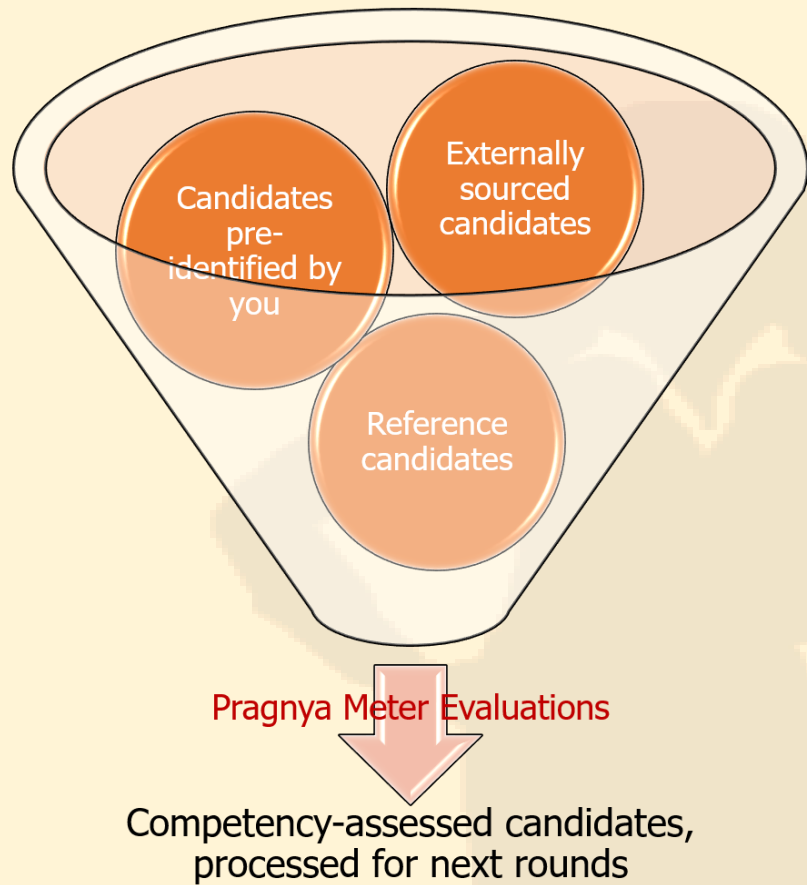 Candidates
pre-
identified by
you
Externally
sourced
candidates
Reference
candidates
Pragnya Meter Evaluations
Competency-assessed candidates,
processed for next rounds